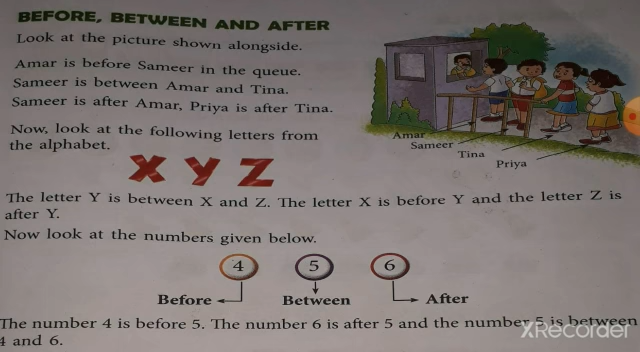 BEFORE, BETWEEN AND AFTER
Look at the picture shown alongside.
Amar is before Sameer in the queue.
Sameer is between Amar and Tina.
Sameer is after Amar, Priya is after Tina.
Now, look at the following letters from
the alphabet.
Amar
Sameer
Tina
Priya
X Y Z
The letter Y is between X and Z. The letter X is before Y and the letter Z is
after Y.
Now look at the numbers given below.
4 5 6
Before Between After
The number 4 is before 5. The number 6 is after 5 and the number 5 is between
4 and 6.
XRecorder